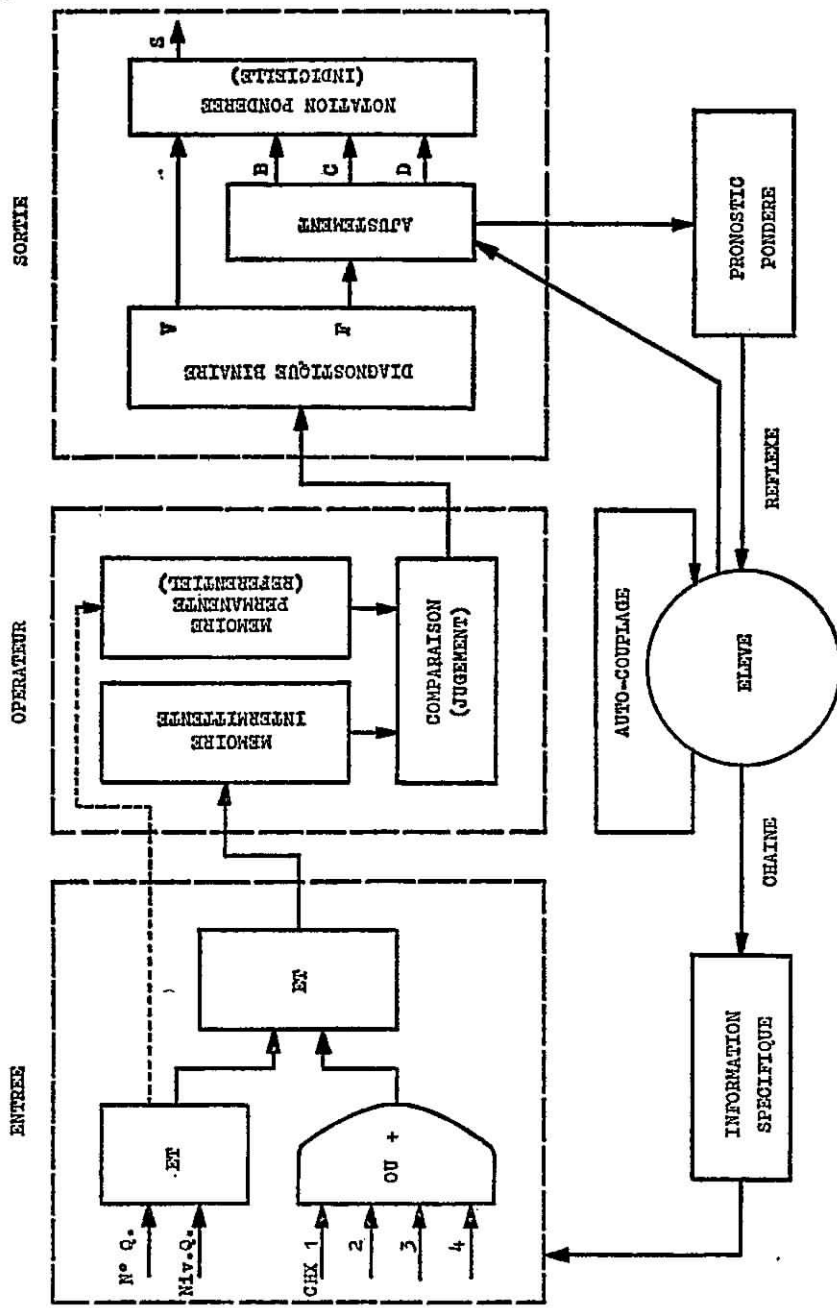 ENTREE
N° Q.
Niv.Q.
ET
CHX 1
2
3
4
OU +
ET
OPERATEUR
MEMOIRE
INTERMITTENTE
MEMOIRE
PERMANENTE
(REFERENTIEL)
COMPARAISON
(JUGEMENT)
SORTIE
DIAGNOSTIQUE BINAIRE
V
F
AJUSTEMENT
B
C
D
NOTATION PONDEREE
(INDICIELLE)
S
INFORMATION
SPECIFIQUE
CHAINE
AUTO-COUPLAGE
ELEVE
REFLEXE
PRONOSTIC
PONDERE